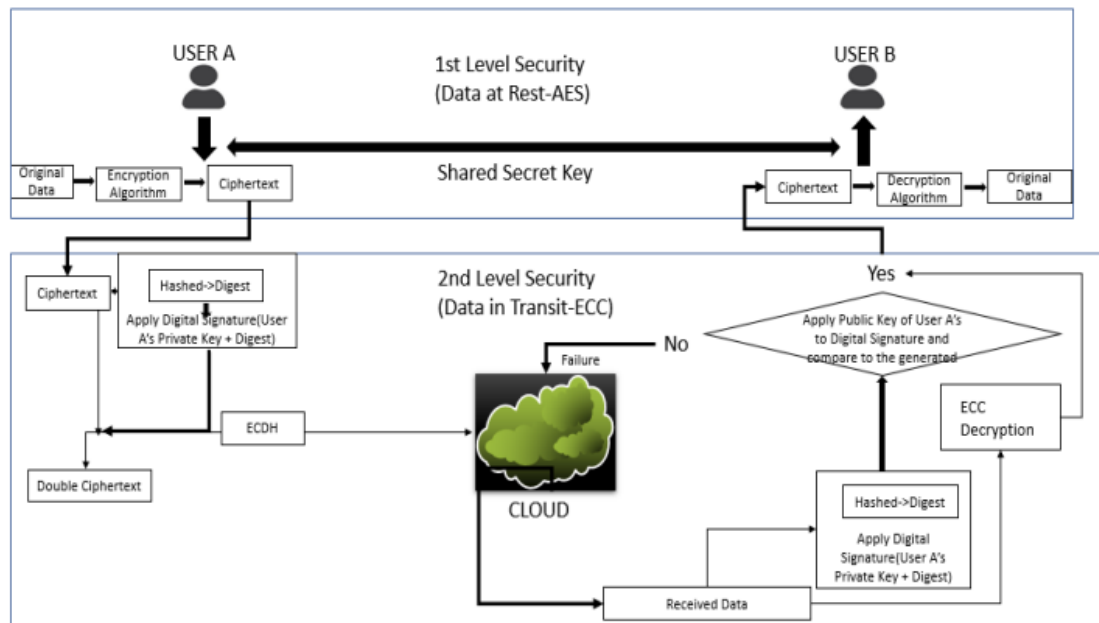 USER A
USER B
1st Level Security
(Data at Rest-AES)
Shared Secret Key
Original
Data
Encryption
Algorithm
Ciphertext
Ciphertext
Decryption
Algorithm
Original
Data
2nd Level Security
(Data in Transit-ECC)
Ciphertext
Hashed->Digest
Apply Digital Signature(User
A's Private Key + Digest)
ECDH
Double Ciphertext
Failure
No
CLOUD
Yes
Apply Public Key of User A's
to Digital Signature and
compare to the generated
ECC
Decryption
Hashed->Digest
Apply Digital
Signature(User A's
Private Key + Digest)
Received Data